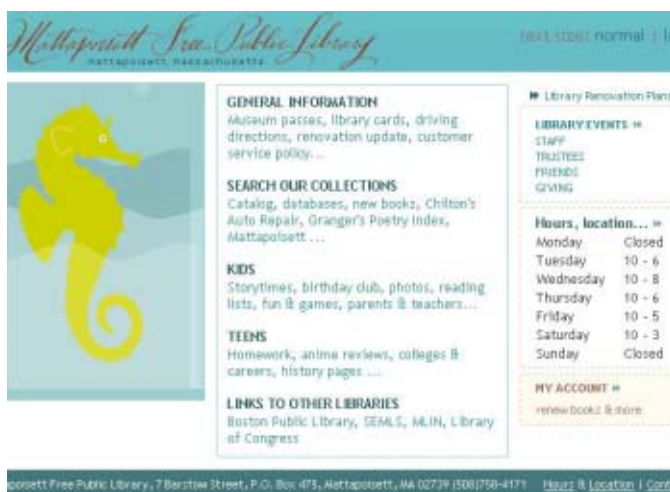 Mattapoisett Free Public Library
mattapoisett, massachusetts
text size: normal |
GENERAL INFORMATION
Museum passes, library cards, driving
directions, renovation update, customer
service policy...
SEARCH OUR COLLECTIONS
Catalog, databases, new books, Chilton's
Auto Repair, Granger's Poetry Index,
Mattapoisett ...
KIDS
Storytimes, birthday club, photos, reading
lists, fun & games, parents & teachers...
TEENS
Homework, anime reviews, colleges &
careers, history pages ...
LINKS TO OTHER LIBRARIES
Boston Public Library, SEMLS, MLIN, Library
of Congress
Library Renovation Plans
LIBRARY EVENTS »
STAFF
TRUSTEES
FRIENDS
GIVING
Hours, location... »
Monday Closed
Tuesday 10 - 6
Wednesday 10 - 8
Thursday 10 - 6
Friday 10 - 5
Saturday 10 - 3
Sunday Closed
MY ACCOUNT »
renew books & more
poisett Free Public Library, 7 Barstow Street, P.O. Box 475, Mattapoisett, MA 02739 (508)758-4171 Hours & Location |